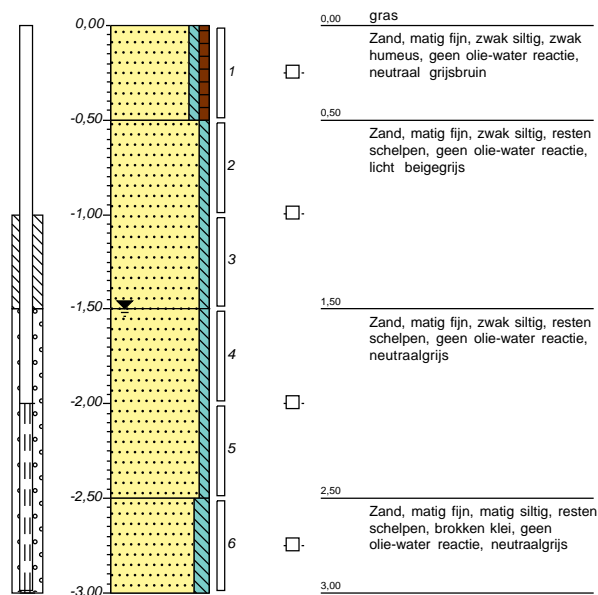 0,00
-0,50
-1,00
-1,50
-2,00
-2,50
-3,00
1
2
3
4
5
6
0,00 gras
Zand, matig fijn, zwak siltig, zwak
humeus, geen olie-water reactie,
neutraal grijsbruin
0,50
Zand, matig fijn, zwak siltig, resten
schelpen, geen olie-water reactie,
licht beigegrijs
1,50
Zand, matig fijn, zwak siltig, resten
schelpen, geen olie-water reactie,
neutraalgrijs
2,50
Zand, matig fijn, matig siltig, resten
schelpen, brokken klei, geen
olie-water reactie, neutraalgrijs
3,00